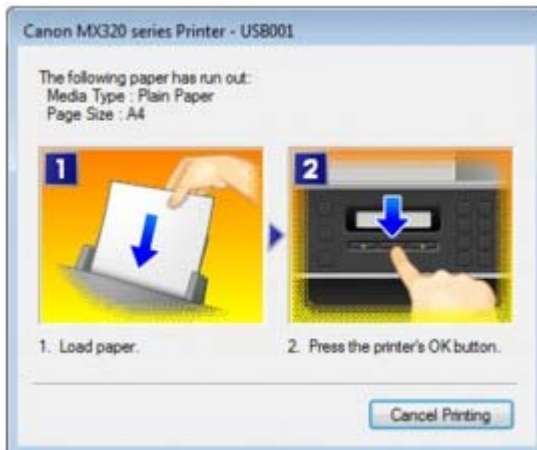 Canon MX320 series Printer - USB001
The following paper has run out:
Media Type : Plain Paper
Page Size : A4
1
2
1. Load paper.
2. Press the printer's OK button.
Cancel Printing